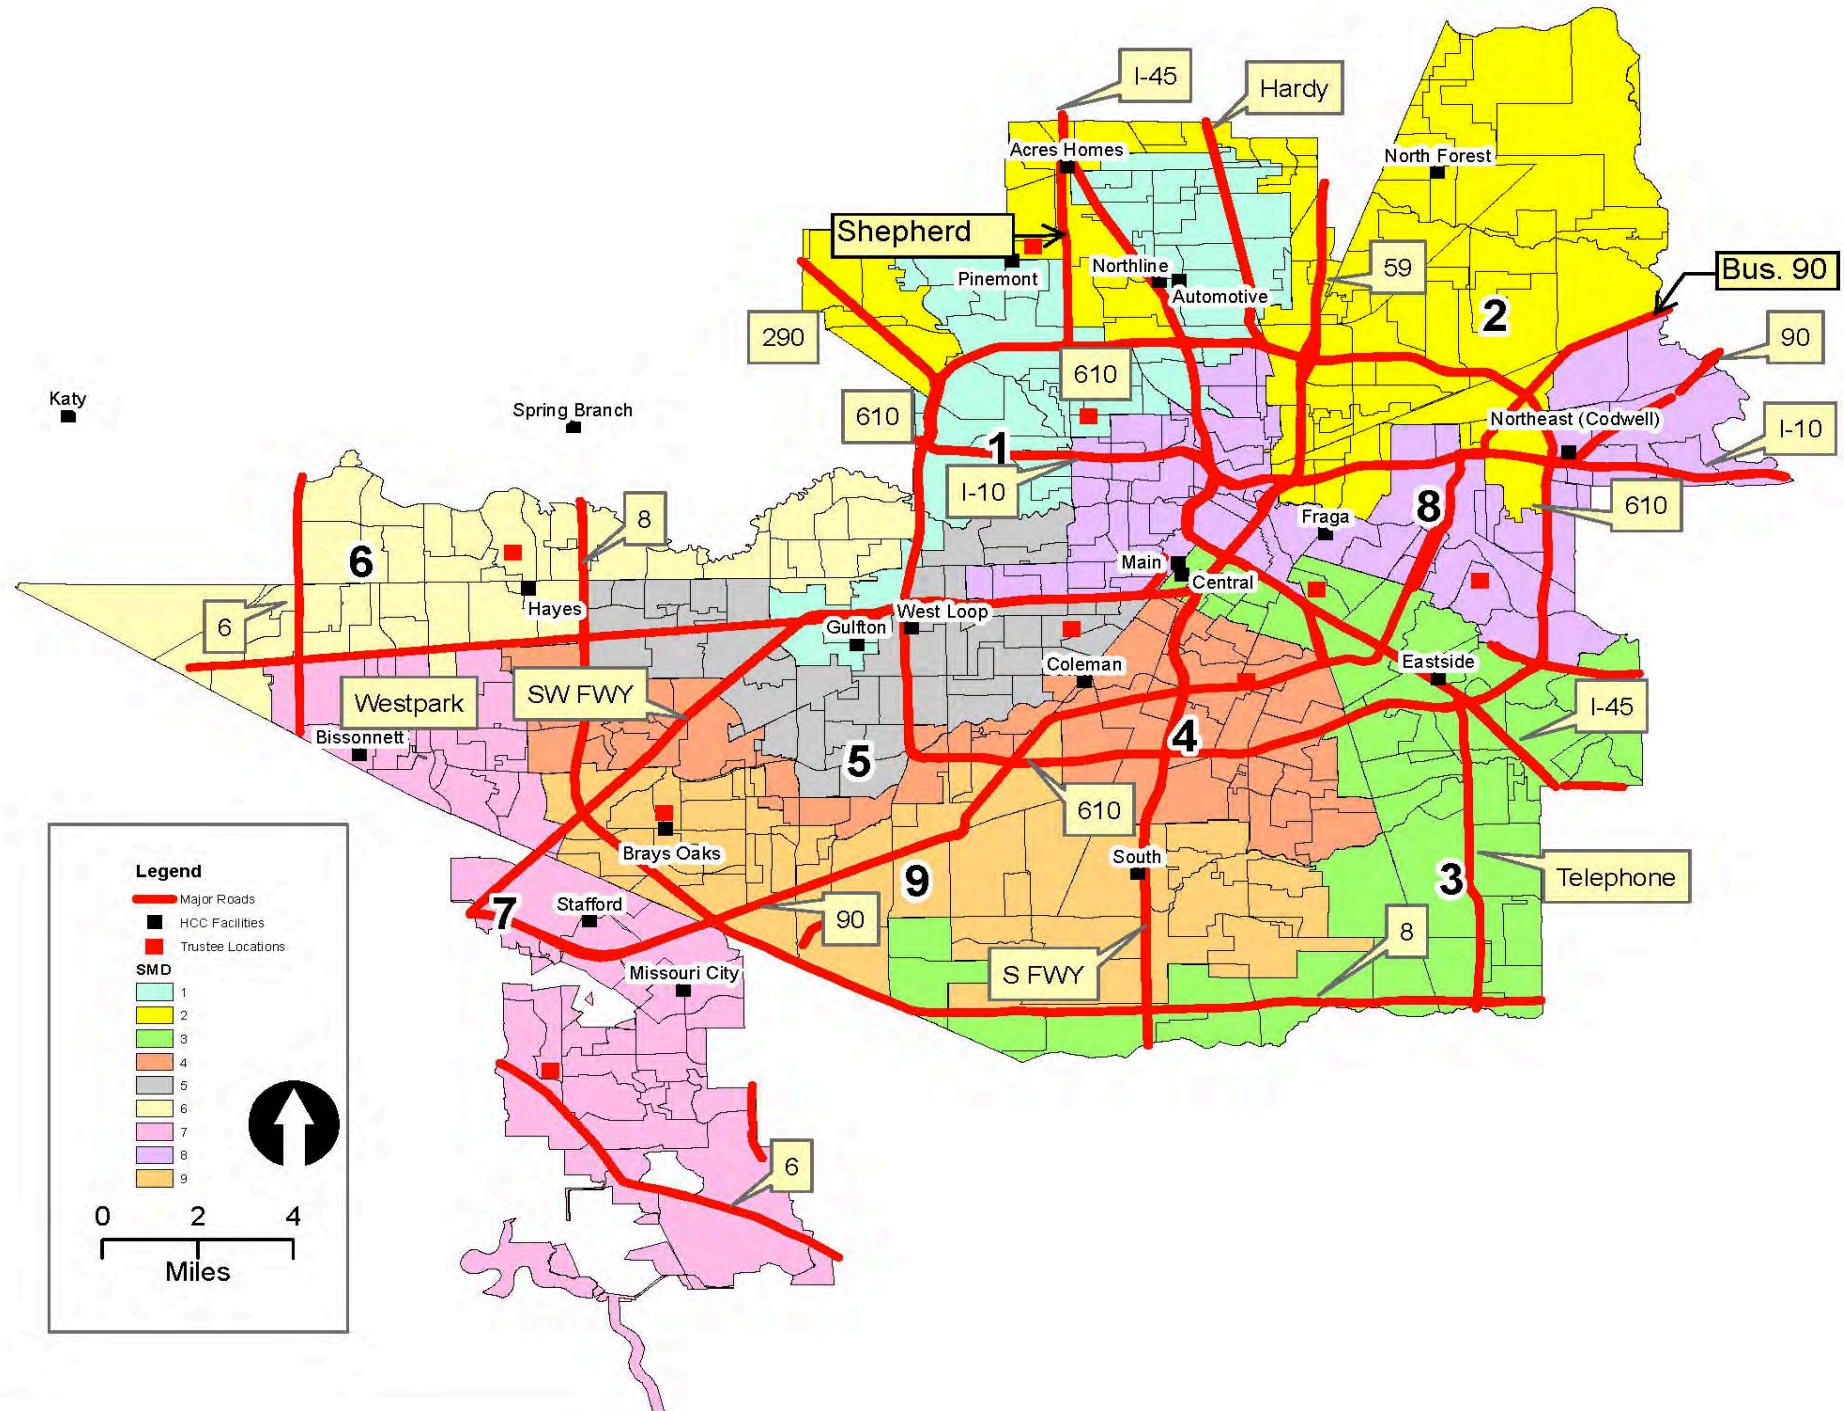 I-45
Hardy
Acres Homes
North Forest
Shepherd
Pinemont
Northline
Automotive
59
Bus. 90
2
290
90
610
610
Katy
Spring Branch
Northeast (Codwell)
I-10
1
I-10
8
610
8
Fraga
6
Main
Central
Hayes
6
West Loop
Gulfton
Coleman
Eastside
Westpark
SW FWY
I-45
Bissonnett
4
5
610
Brays Oaks
South
9
3
Telephone
7
Stafford
90
8
S FWY
Missouri City
6
Legend
Major Roads
HCC Facilities
Trustee Locations
SMD
1
2
3
4
5
6
7
8
9
0 2 4
Miles